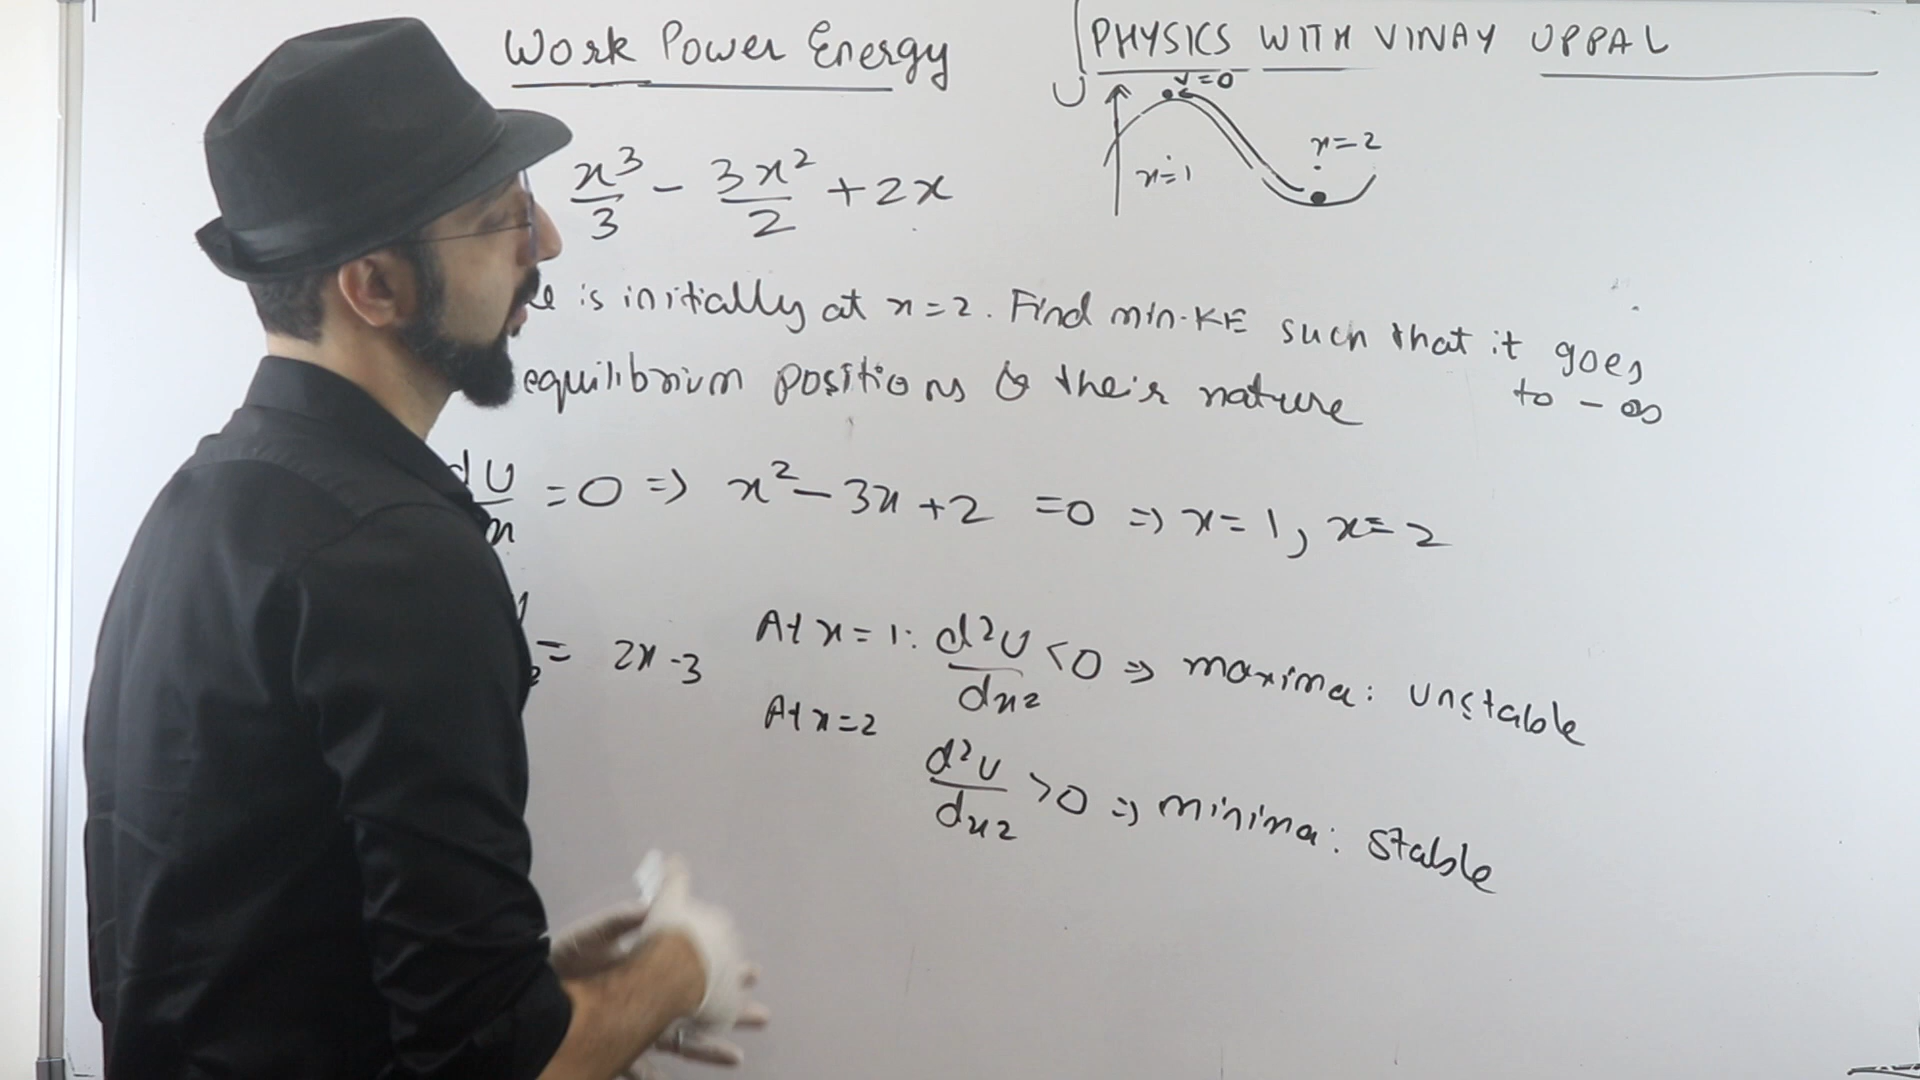 Work Power Energy
PHYSICS WITH VINAY UPPAL
U
v=0
x=1
x=2
x³/3 - 3x²/2 + 2x
is initially at x=2. Find min. KE such that it goes
to -∞
equilibrium positions & their nature
dU/dx =0 => x²-3x+2 =0 => x=1, x=2
= 2x-3
At x=1: d²U/dx² <0 => maxima: Unstable
At x=2
d²U/dx² >0 => minima: Stable